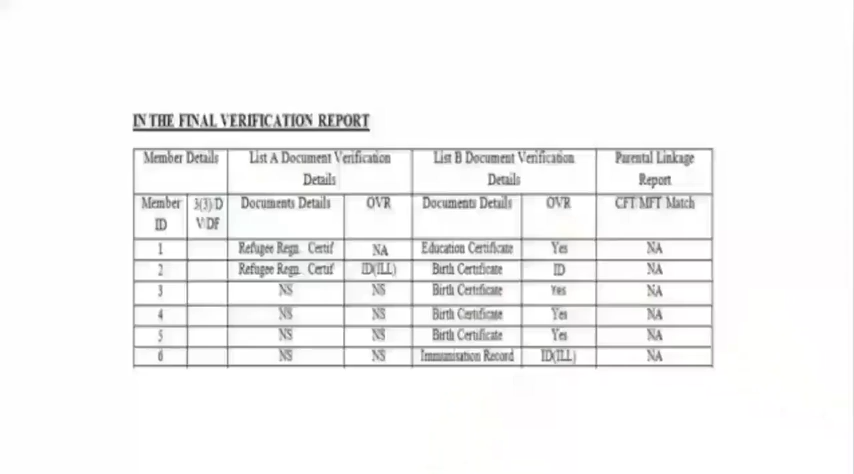 IN THE FINAL VERIFICATION REPORT
Member Details List A Document Verification Details List B Document Verification Details Parental Linkage Report
Member ID 3(3)/D V/DF Documents Details OVR Documents Details OVR CFT/MFT Match
1 Refugee Regn. Certif NA Education Certificate Yes NA
2 Refugee Regn. Certif ID(ILL) Birth Certificate ID NA
3 NS NS Birth Certificate Yes NA
4 NS NS Birth Certificate Yes NA
5 NS NS Birth Certificate Yes NA
6 NS NS Immunisation Record ID(ILL) NA